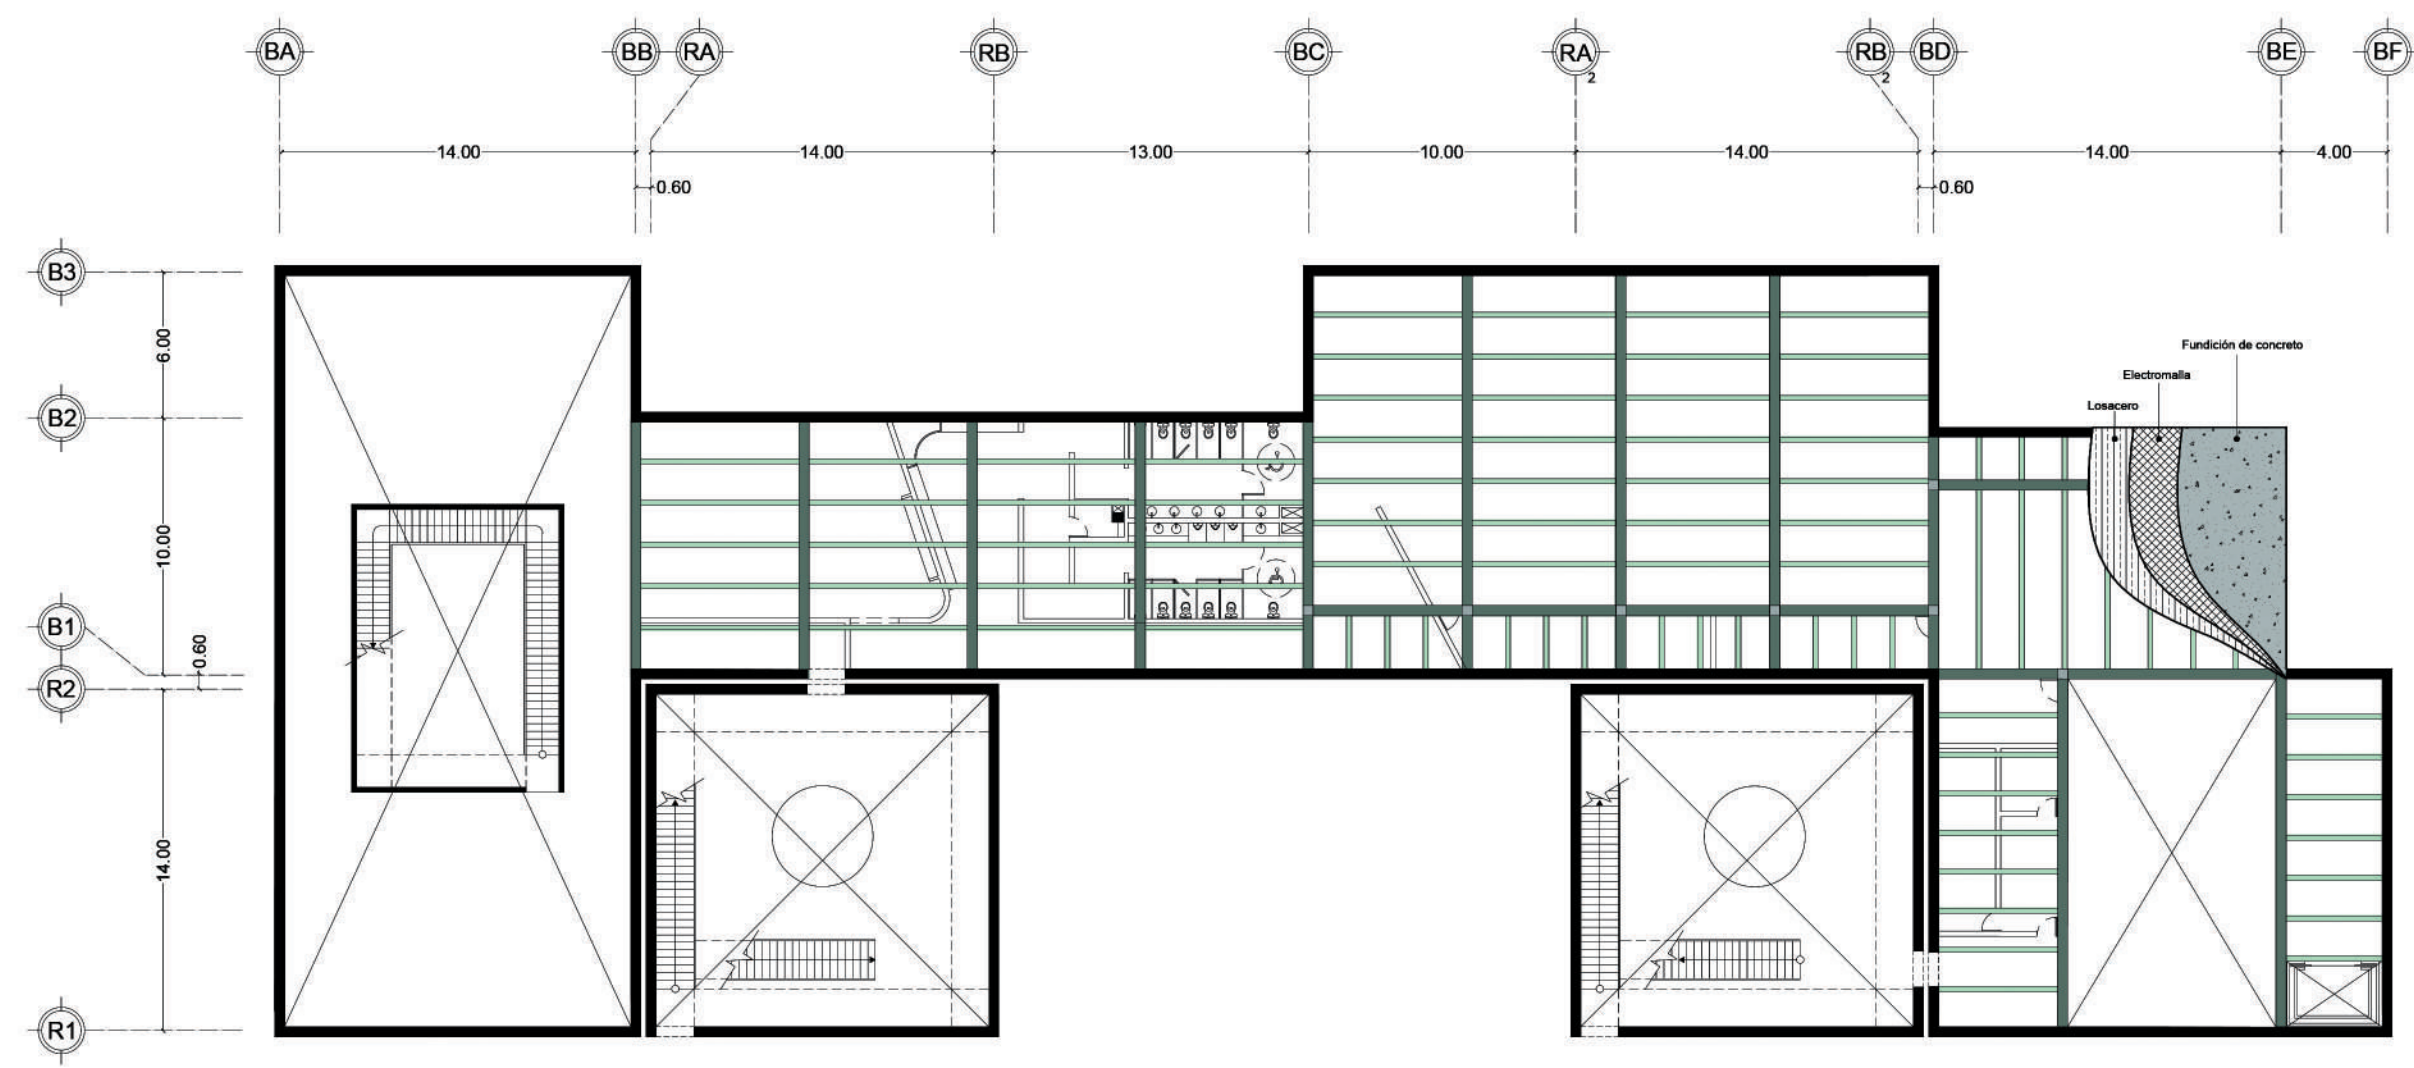 BA BB RA RB BC RA 2 RB 2 BD BE BF
14.00 14.00 13.00 10.00 14.00 14.00 4.00
0.60 0.60
B3
6.00
Fundición de concreto
Electromalla
Losacero
B2
10.00
B1
0.60
R2
14.00
R1